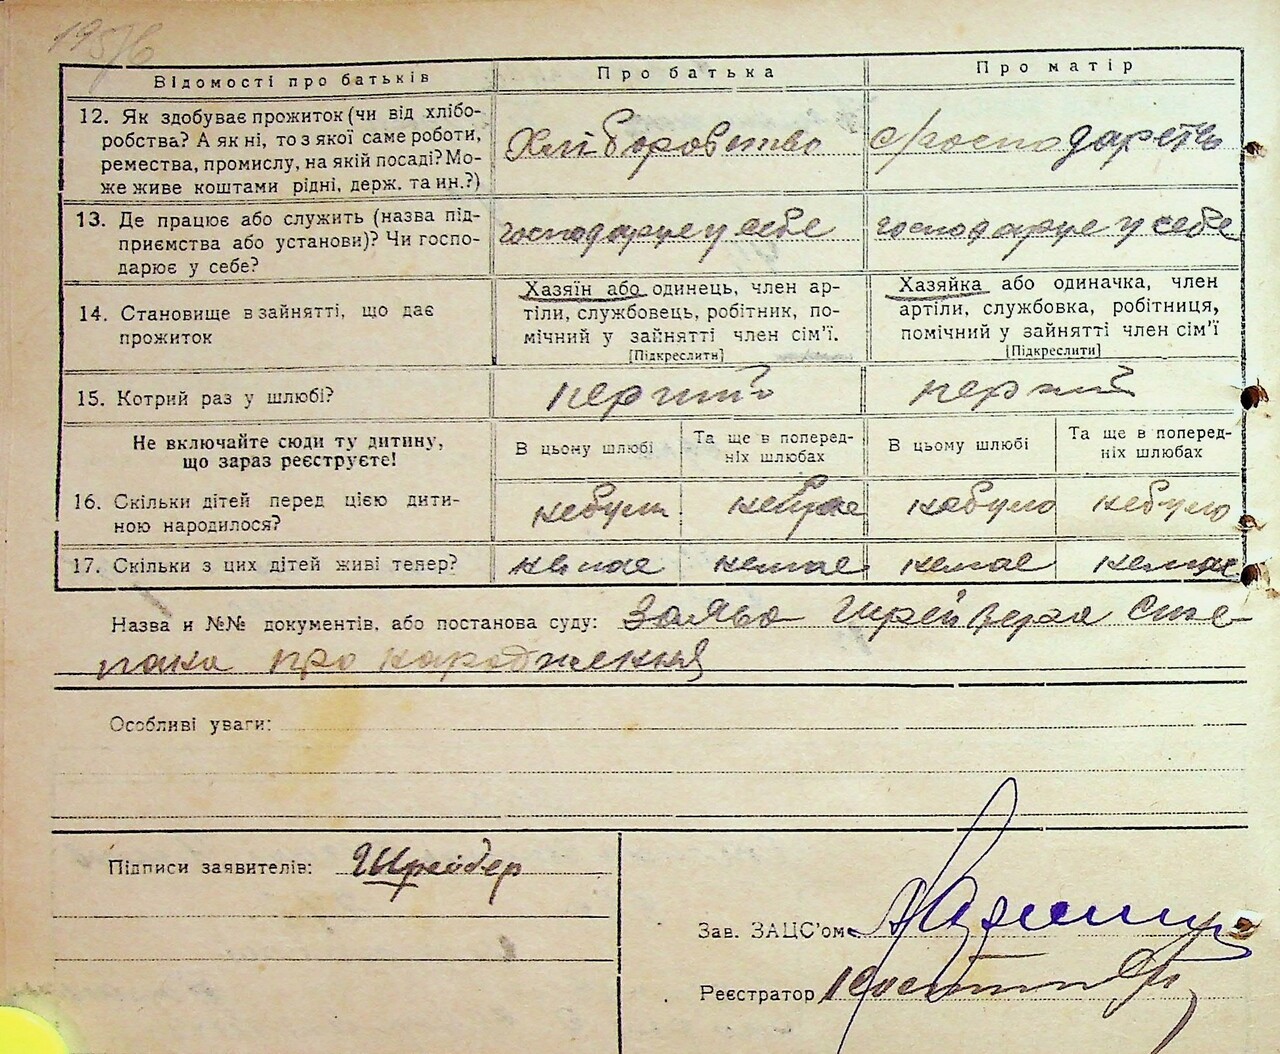 Відомості про батьків
Про батька
Про матір
12. Як здобуває прожиток (чи від хлібо-
робства? А як ні, то з якої саме роботи,
ремества, промислу, на якій посаді? Мо-
же живе коштами рідні, держ. та ин.?)
Хліборобство
господарств
13. Де працює або служить (назва під-
приємства або установи)? Чи госпо-
дарює у себе?
господарує у себе
господарує у себе
14. Становище в зайнятті, що дає
прожиток
Хазяїн або одинець, член ар-
тіли, службовець, робітник, по-
мічний у зайнятті член сім'ї.
[Підкреслити]
Хазяйка або одиначка, член
артіли, службовка, робітниця,
помічний у зайнятті член сім'ї
[Підкреслити]
15. Котрий раз у шлюбі?
перший
перший
Не включайте сюди ту дитину,
що зараз реєструєте!
В цьому шлюбі
Та ще в поперед-
ніх шлюбах
В цьому шлюбі
Та ще в поперед-
ніх шлюбах
16. Скільки дітей перед цією дити-
ною народилося?
небули
небуло
небуло
17. Скільки з цих дітей живі тепер?
немає немає немає немає
Назва и №№ документів, або постанова суду: Заява Шрейдера Сте-
пана про народження
Особливі уваги:
Підписи заявителів: Шрейдер
Зав. ЗАЦС'ом
Реєстратор